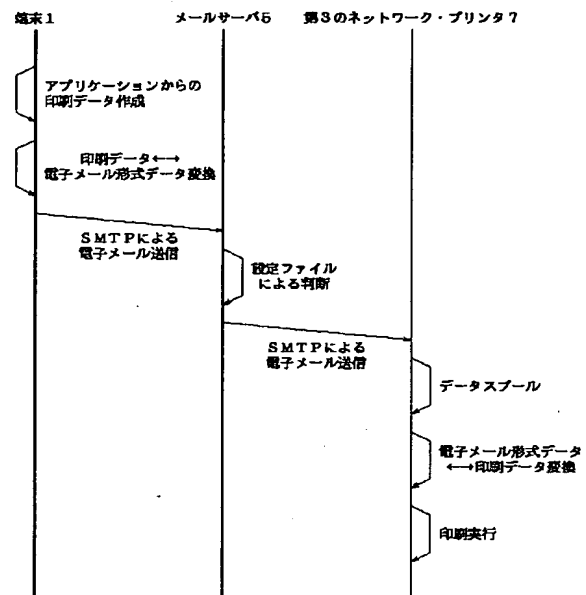 端末1
メールサーバ5
第3のネットワーク・プリンタ7
アプリケーションからの
印刷データ作成
印刷データ←→
電子メール形式データ変換
SMTPによる
電子メール送信
設定ファイル
による判断
SMTPによる
電子メール送信
データスプール
電子メール形式データ
←→印刷データ変換
印刷実行